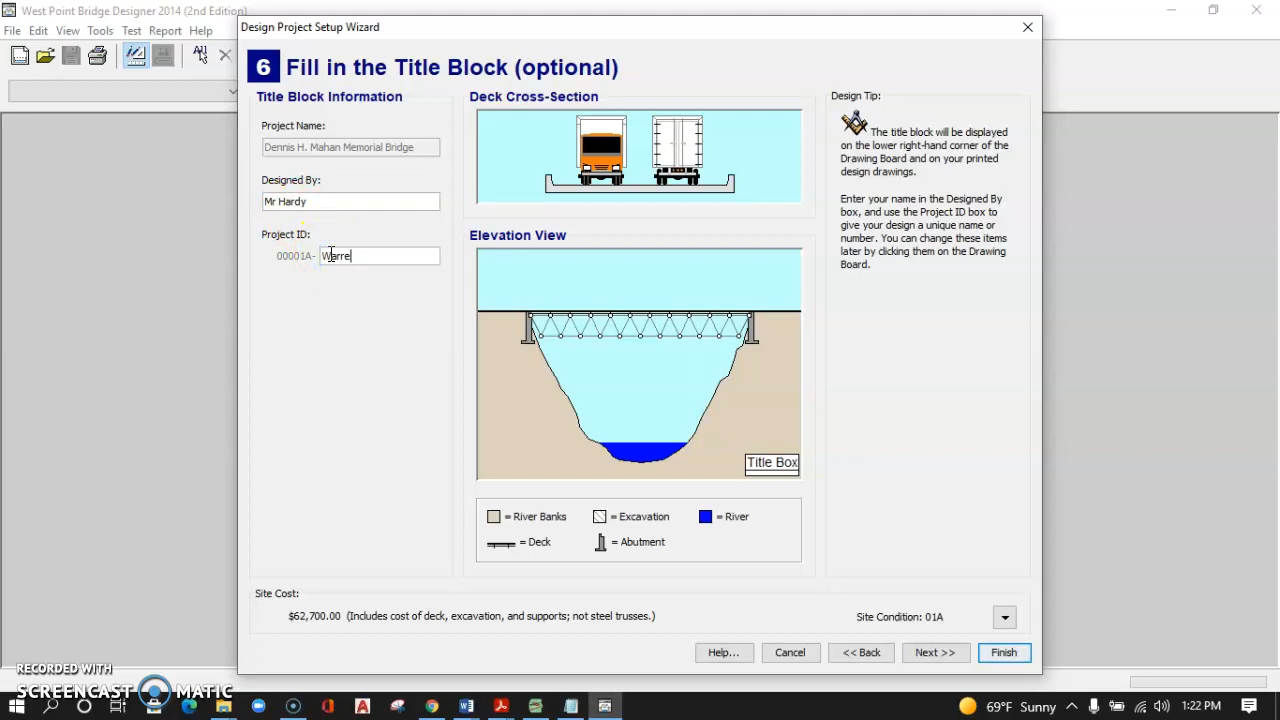 West Point Bridge Designer 2014 (2nd Edition)
File Edit View Tools Test Report Help
Design Project Setup Wizard
6 Fill in the Title Block (optional)
Title Block Information
Project Name:
Dennis H. Mahan Memorial Bridge
Designed By:
Mr Hardy
Project ID:
00001A- Warre
Deck Cross-Section
Elevation View
Title Box
= River Banks
= Excavation
= River
= Deck
= Abutment
Design Tip:
The title block will be displayed
on the lower right-hand corner of the
Drawing Board and on your printed
design drawings.
Enter your name in the Designed By
box, and use the Project ID box to
give your design a unique name or
number. You can change these items
later by clicking them on the Drawing
Board.
Site Cost:
$62,700.00 (Includes cost of deck, excavation, and supports; not steel trusses.)
Site Condition: 01A
Help... Cancel << Back Next >> Finish
RECORDED WITH
SCREENCAST MATIC
69°F Sunny
1:22 PM